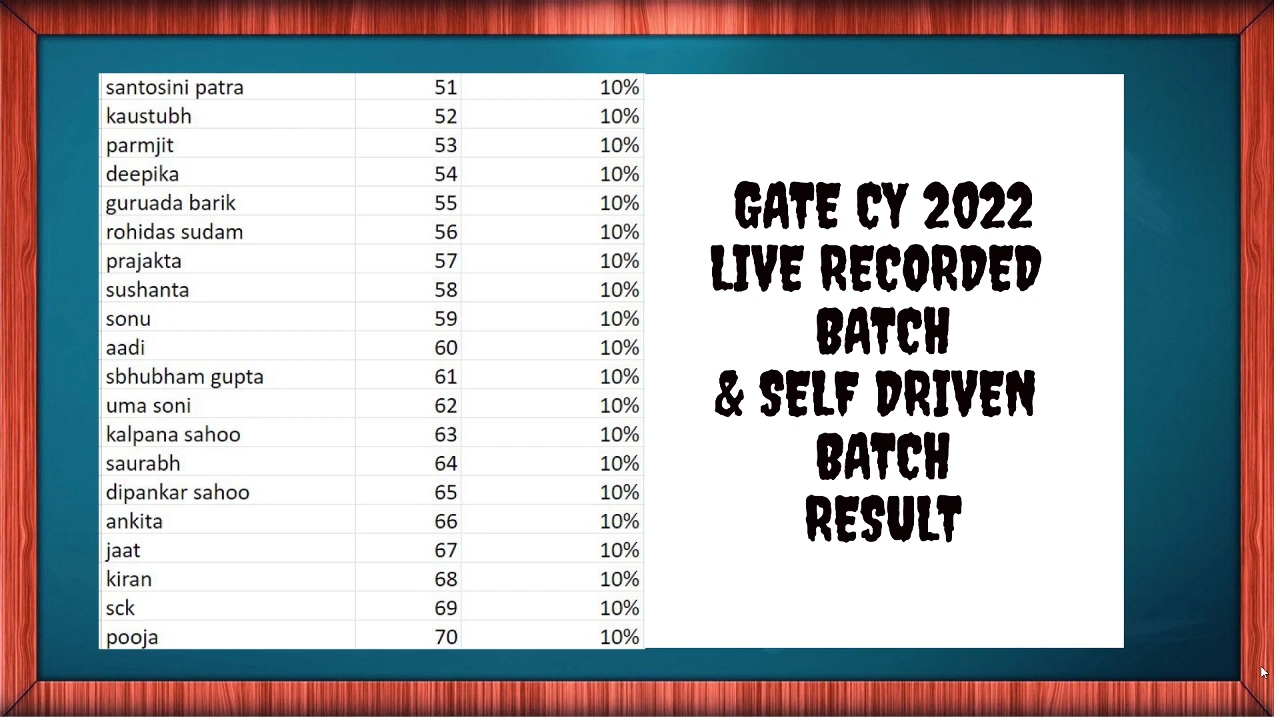 santosini patra 51 10%
kaustubh 52 10%
parmjit 53 10%
deepika 54 10%
guruada barik 55 10%
rohidas sudam 56 10%
prajakta 57 10%
sushanta 58 10%
sonu 59 10%
aadi 60 10%
sbhubham gupta 61 10%
uma soni 62 10%
kalpana sahoo 63 10%
saurabh 64 10%
dipankar sahoo 65 10%
ankita 66 10%
jaat 67 10%
kiran 68 10%
sck 69 10%
pooja 70 10%
GATE CY 2022
LIVE RECORDED
BATCH
& SELF DRIVEN
BATCH
RESULT